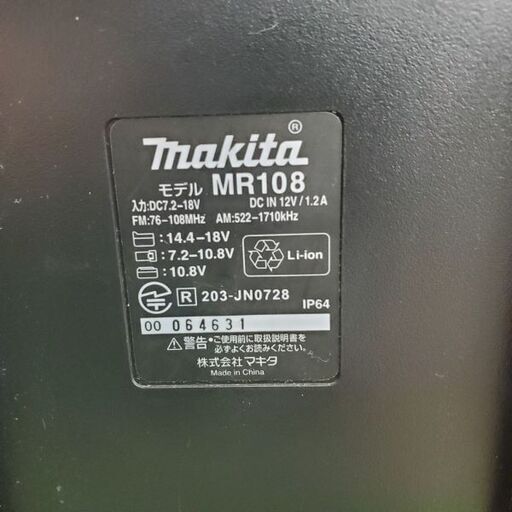 makita®
モデル MR108
入力:DC7.2-18V DC IN 12V/1.2A
FM:76-108MHz AM:522-1710kHz
:14.4-18V
:7.2-10.8V
:10.8V
Li-ion
R 203-JN0728
IP64
00 064631
警告●ご使用前に取扱説明書を
必ずよくお読みください。
株式会社マキタ
Made in China